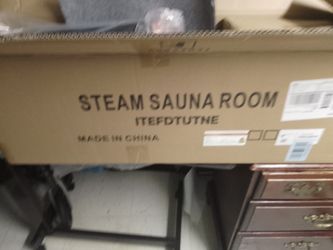 STEAM SAUNA ROOM
ITEFDTUTNE
MADE IN CHINA